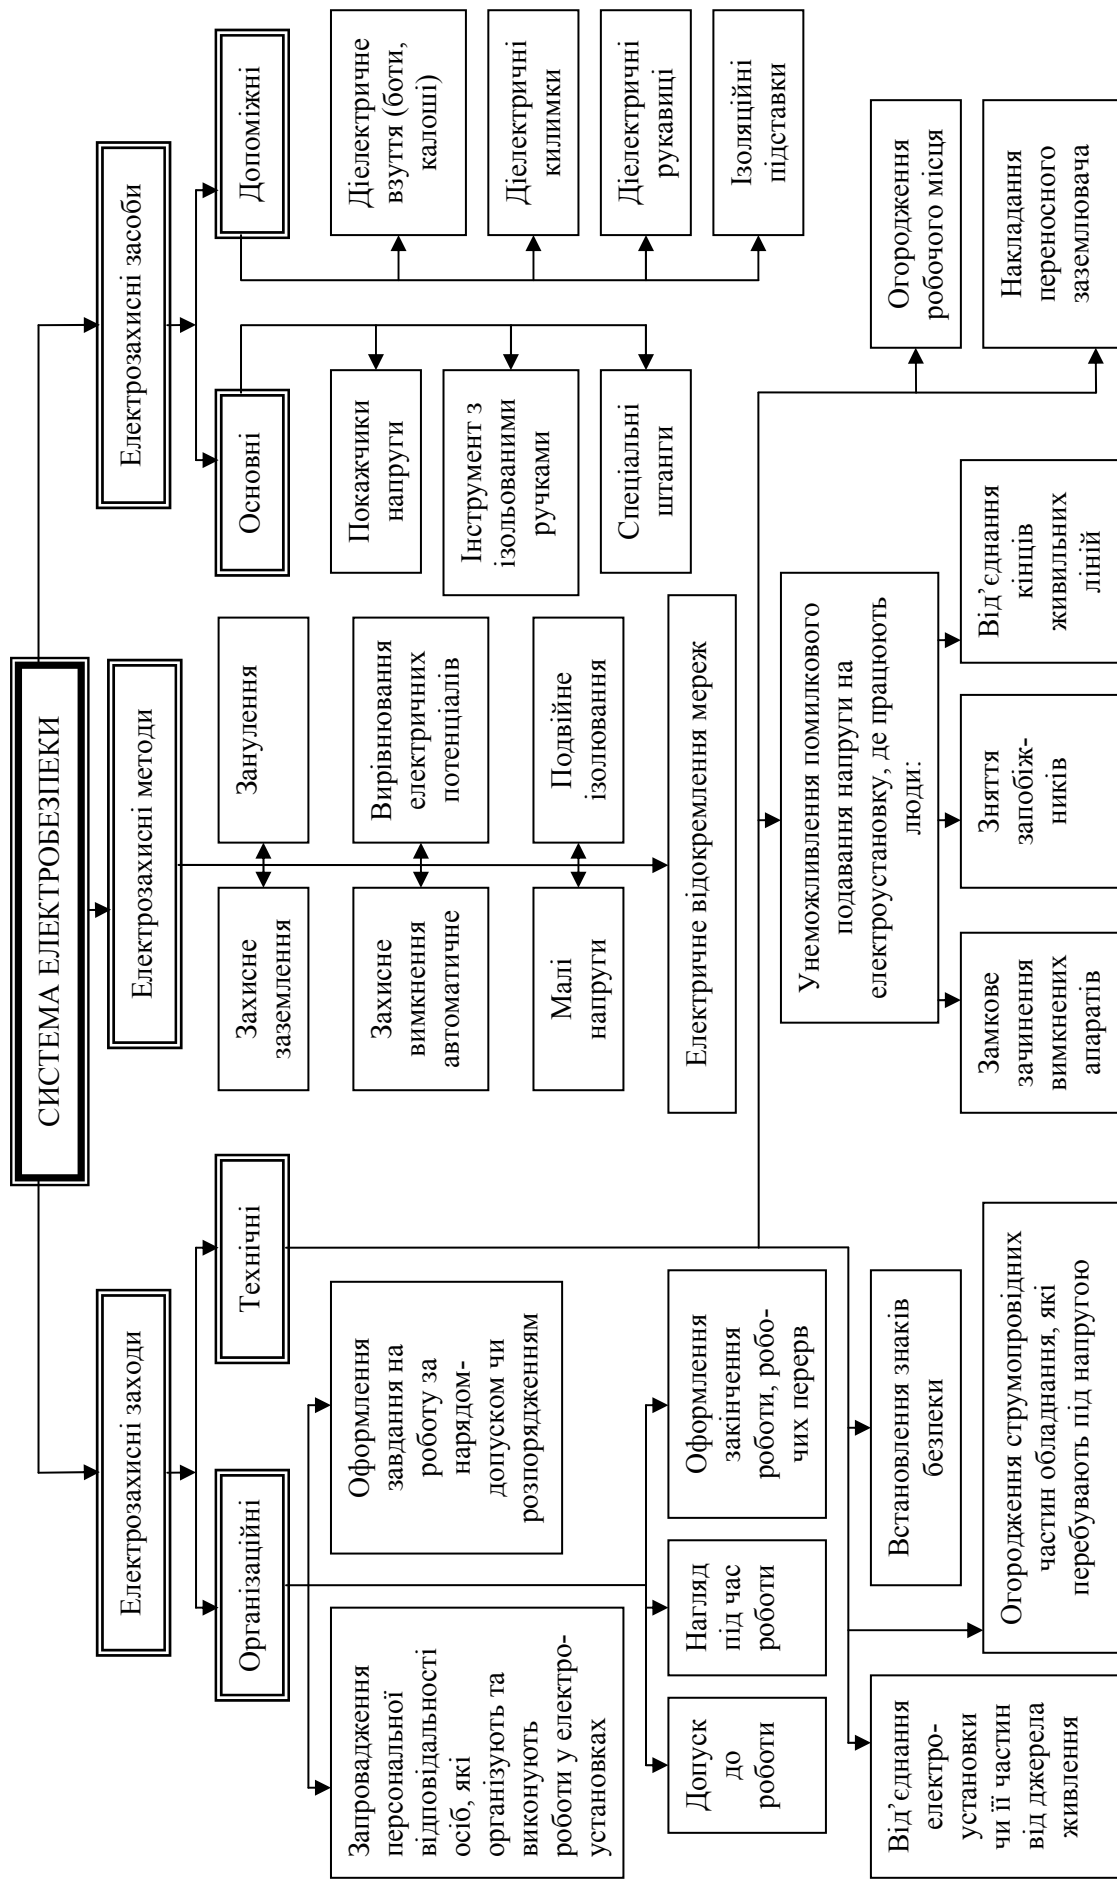 СИСТЕМА ЕЛЕКТРОБЕЗПЕКИ
Електрозахисні заходи
Електрозахисні методи
Електрозахисні засоби
Організаційні
Технічні
Запровадження
персональної
відповідальності
осіб, які
організують та
виконують
роботи у електро-
установках
Оформлення
завдання на
роботу за
нарядом-
допуском чи
розпорядженням
Допуск
до
роботи
Нагляд
під час
роботи
Оформлення
закінчення
роботи, робо-
чих перерв
Від’єднання
електро-
установки
чи її частин
від джерела
живлення
Встановлення знаків
безпеки
Огородження струмопровідних
частин обладнання, які
перебувають під напругою
Захисне
заземлення
Занулення
Захисне
вимкнення
автоматичне
Вирівнювання
електричних
потенціалів
Малі
напруги
Подвійне
ізолювання
Електричне відокремлення мереж
Унеможливлення помилкового
подавання напруги на
електроустановку, де працюють
люди:
Замкове
зачинення
вимкнених
апаратів
Зняття
запобіж-
ників
Від’єднання
кінців
живильних
ліній
Основні
Допоміжні
Покажчики
напруги
Інструмент з
ізольованими
ручками
Спеціальні
штанги
Діелектричне
взуття (боти,
калоші)
Діелектричні
килимки
Діелектричні
рукавиці
Ізоляційні
підставки
Огородження
робочого місця
Накладання
переносного
заземлювача